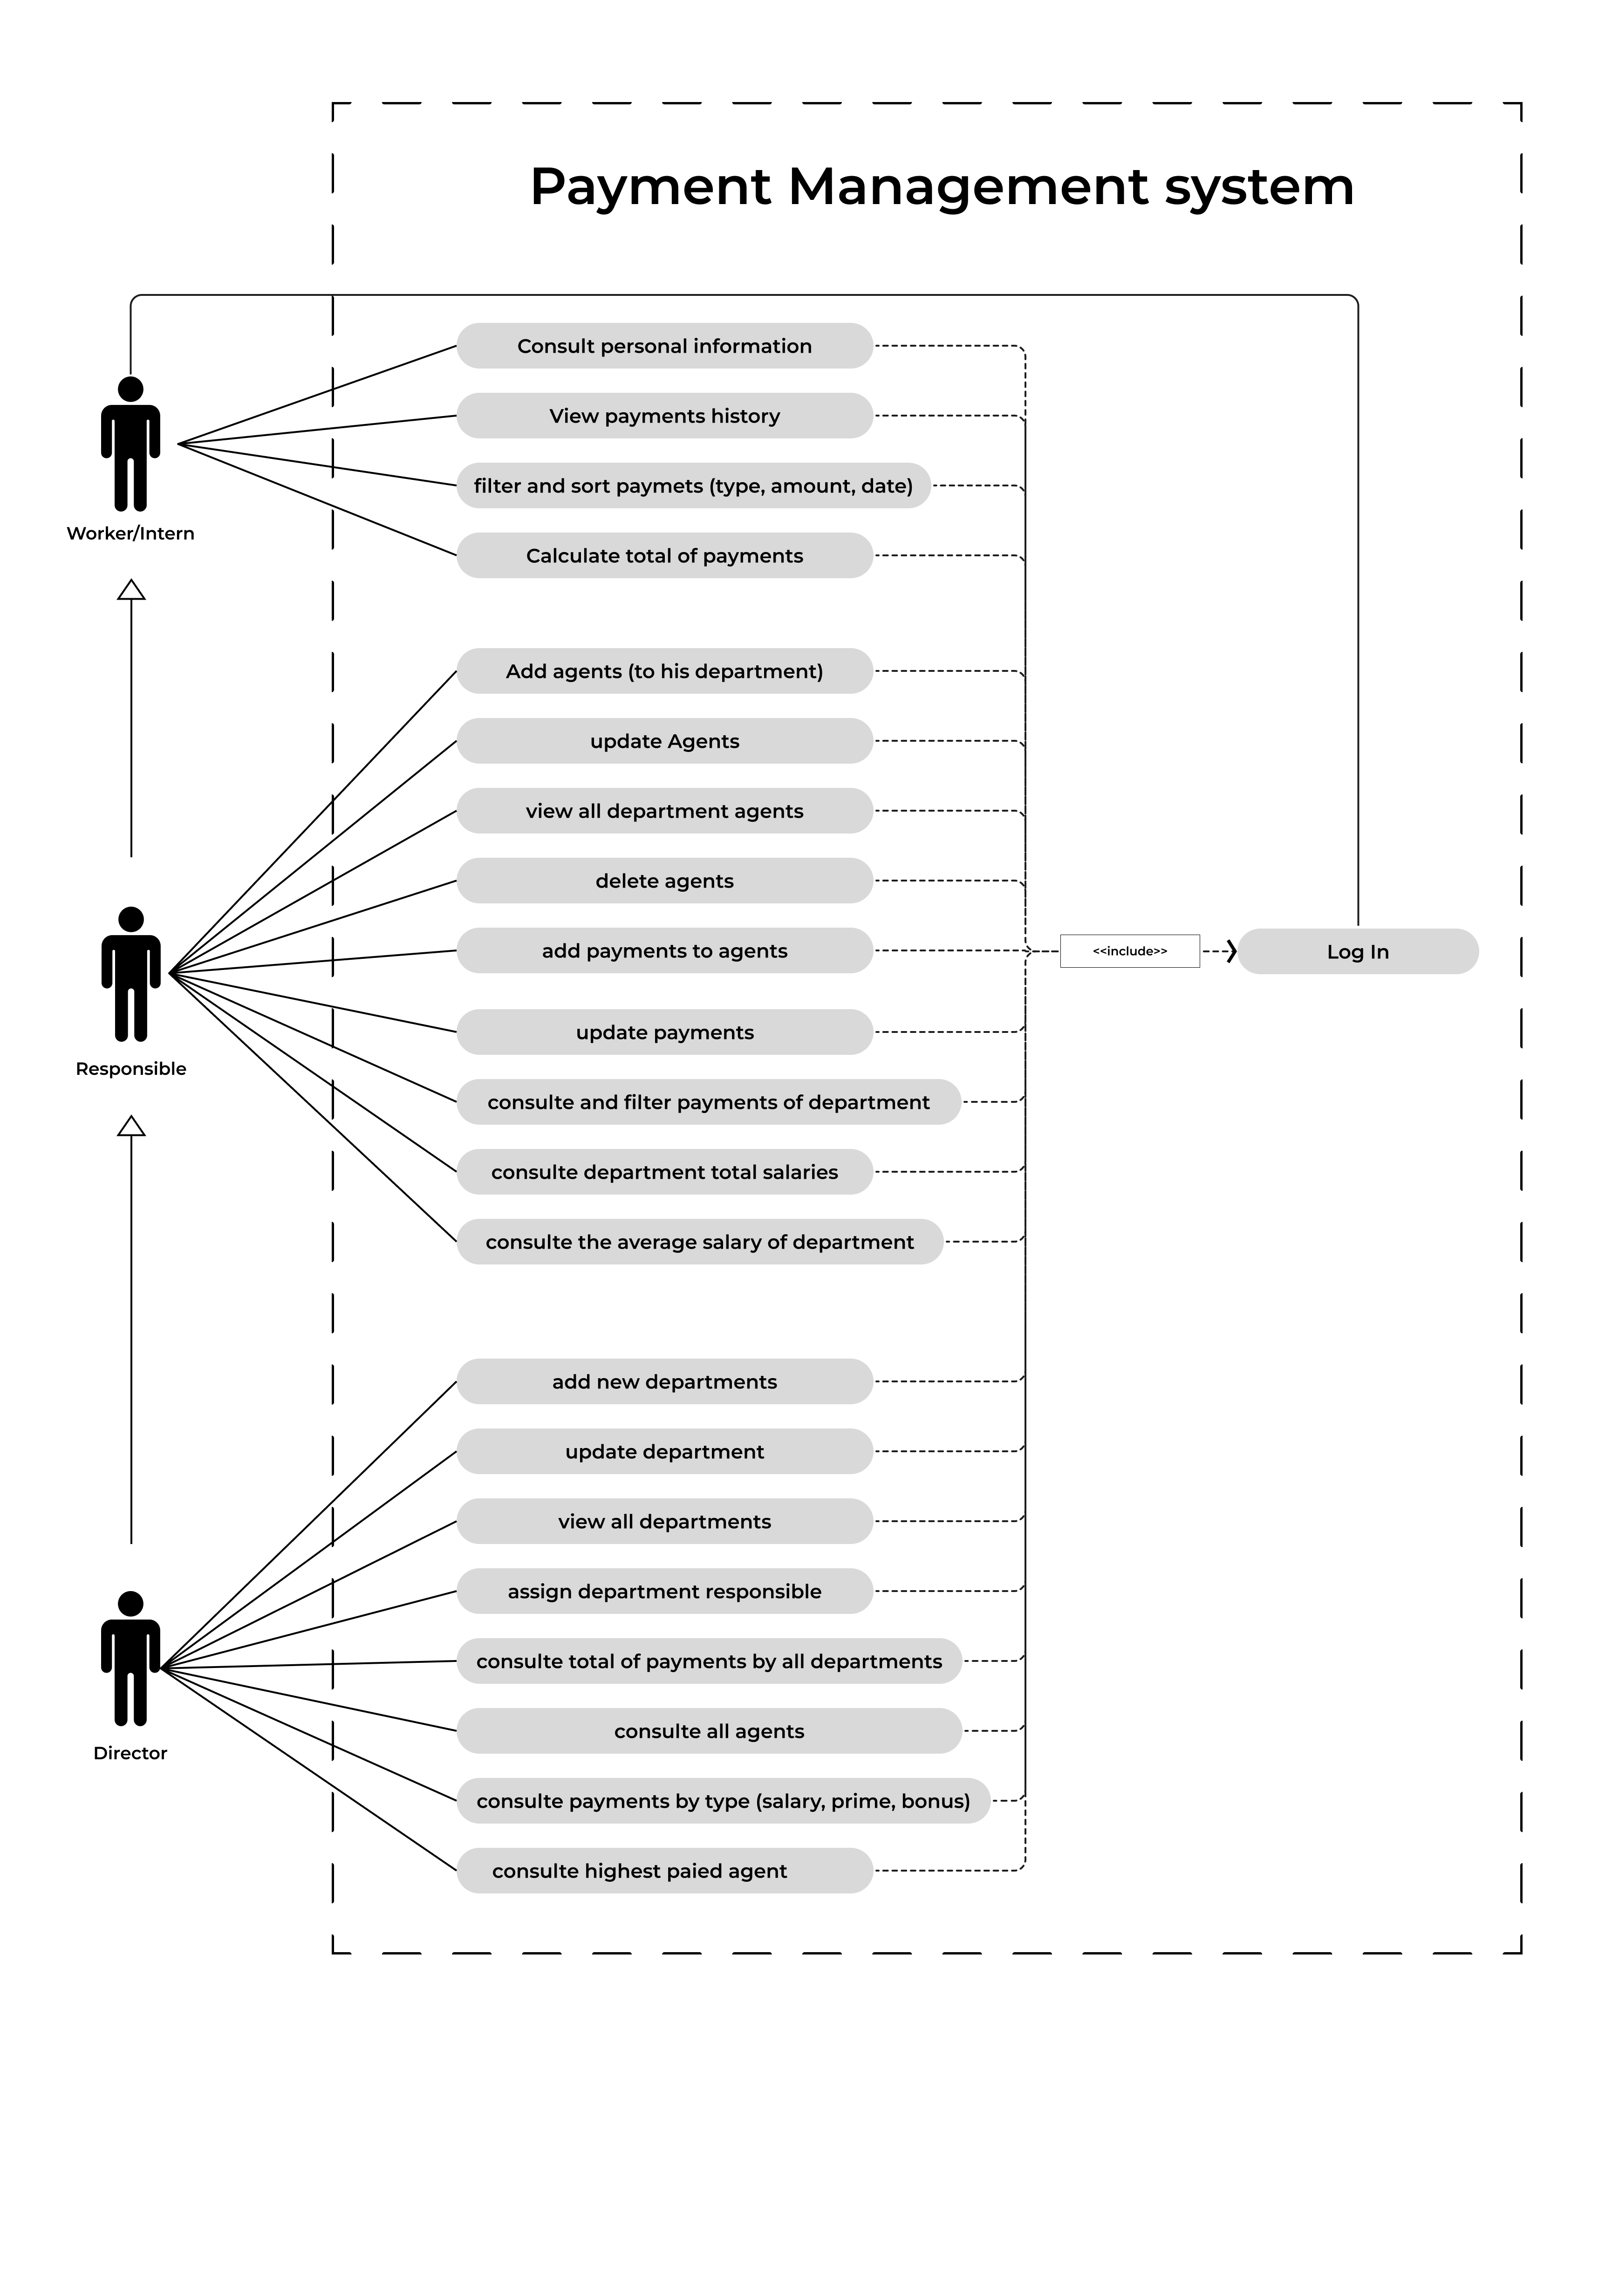 Payment Management system
Consult personal information
View payments history
filter and sort paymets (type, amount, date)
Calculate total of payments
Worker/Intern
Add agents (to his department)
update Agents
view all department agents
delete agents
add payments to agents
<<include>>
Log In
update payments
Responsible
consulte and filter payments of department
consulte department total salaries
consulte the average salary of department
add new departments
update department
view all departments
assign department responsible
consulte total of payments by all departments
consulte all agents
Director
consulte payments by type (salary, prime, bonus)
consulte highest paied agent